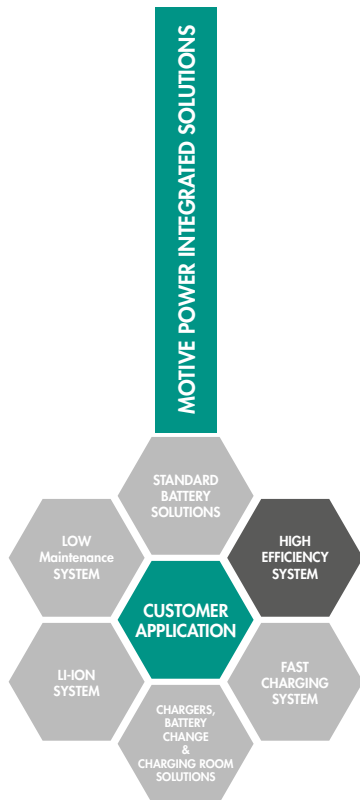 MOTIVE POWER INTEGRATED SOLUTIONS
STANDARD
BATTERY
SOLUTIONS
LOW
Maintenance
SYSTEM
HIGH
EFFICIENCY
SYSTEM
CUSTOMER
APPLICATION
LI-ION
SYSTEM
FAST
CHARGING
SYSTEM
CHARGERS,
BATTERY
CHANGE
&
CHARGING ROOM
SOLUTIONS